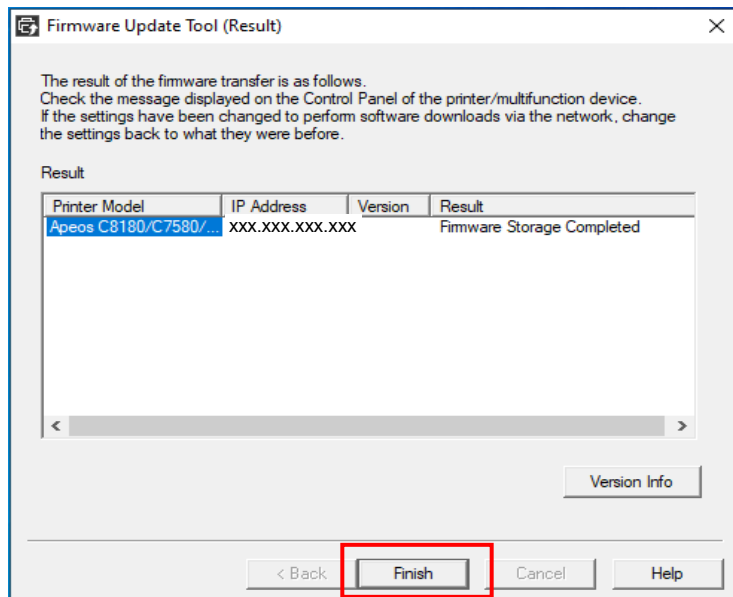 Firmware Update Tool (Result)
The result of the firmware transfer is as follows.
Check the message displayed on the Control Panel of the printer/multifunction device.
If the settings have been changed to perform software downloads via the network, change
the settings back to what they were before.
Result
Printer Model IP Address Version Result
Apeos C8180/C7580/... xxx.xxx.xxx.xxx Firmware Storage Completed
Version Info
< Back Finish Cancel Help